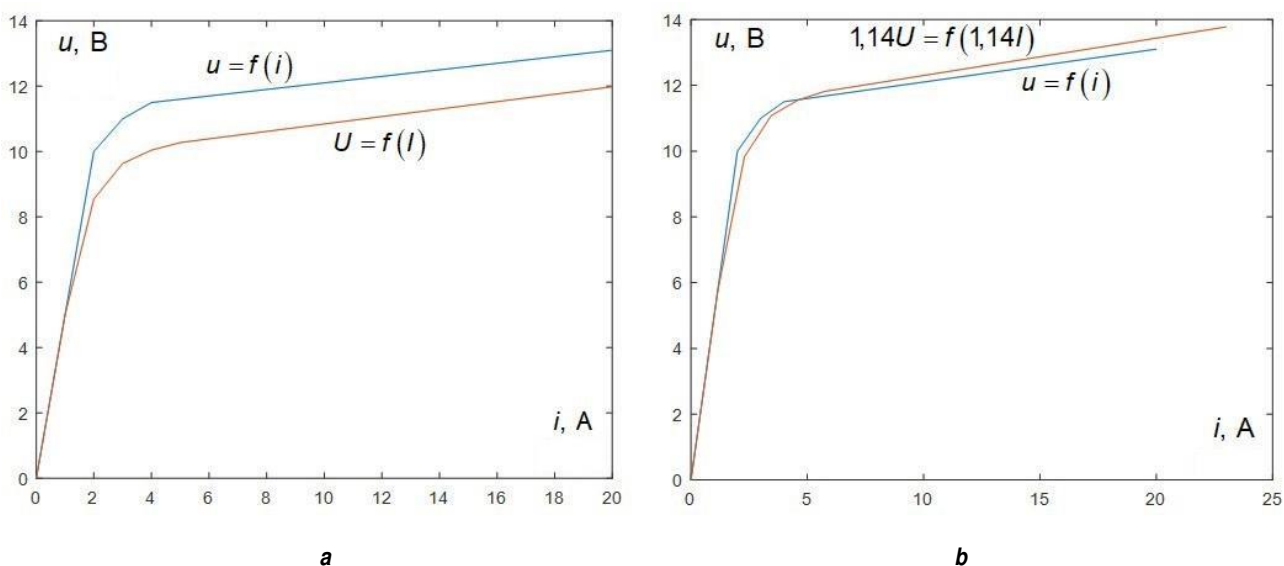 14
12
10
8
6
4
2
0
u, B
u = f(i)
U = f(I)
i, A
0 2 4 6 8 10 12 14 16 18 20
a
14
12
10
8
6
4
2
0
u, B
1,14U = f(1,14I)
u = f(i)
i, A
0 5 10 15 20 25
b